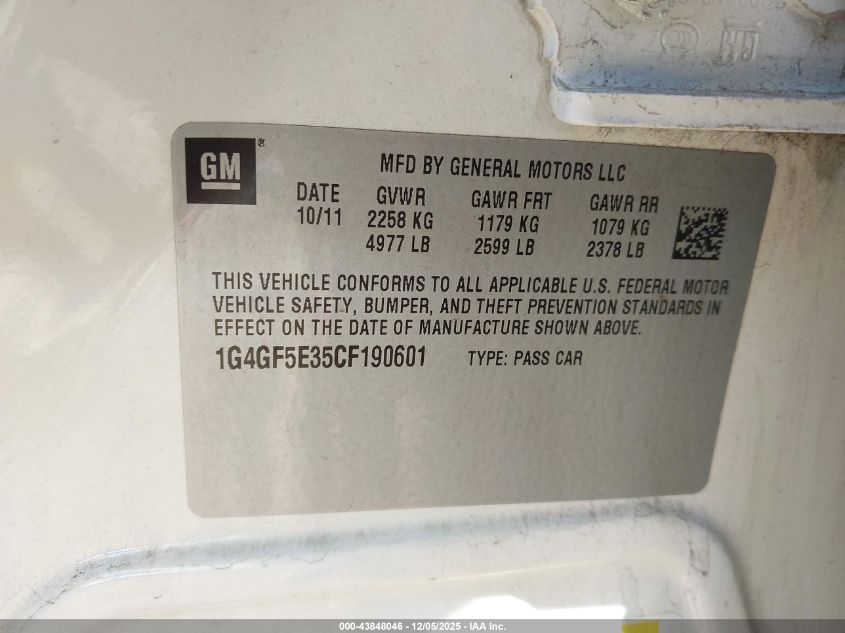 GM®
MFD BY GENERAL MOTORS LLC
DATE GVWR GAWR FRT GAWR RR
10/11 2258 KG 1179 KG 1079 KG
4977 LB 2599 LB 2378 LB
THIS VEHICLE CONFORMS TO ALL APPLICABLE U.S. FEDERAL MOTOR
VEHICLE SAFETY, BUMPER, AND THEFT PREVENTION STANDARDS IN
EFFECT ON THE DATE OF MANUFACTURE SHOWN ABOVE.
1G4GF5E35CF190601 TYPE: PASS CAR
000-43848046 - 12/05/2025 - IAA Inc.